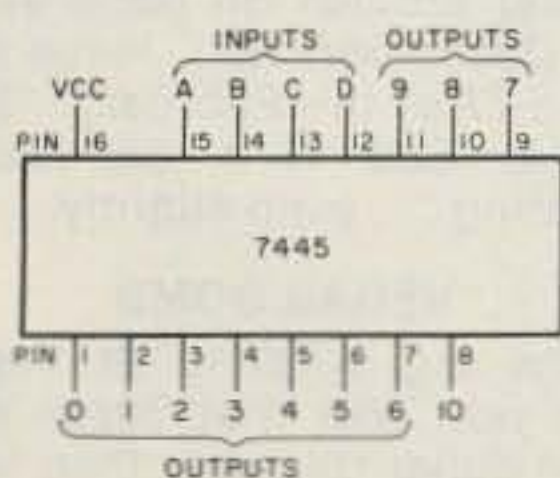 INPUTS OUTPUTS
VCC A B C D 9 8 7
PIN 16 15 14 13 12 11 10 9
7445
PIN 1 2 3 4 5 6 7 8
0 1 2 3 4 5 6 10
OUTPUTS